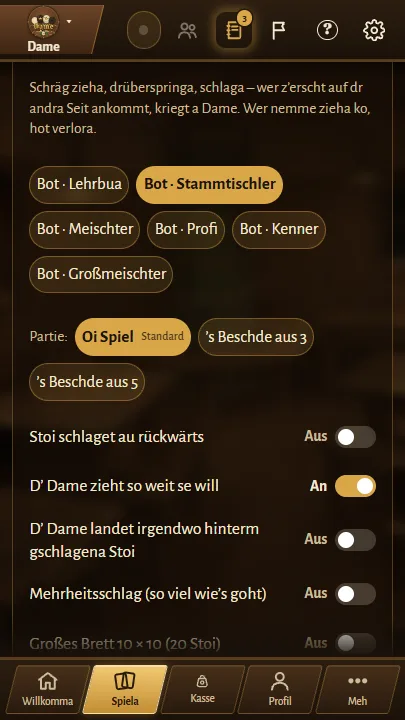 Dame
3
Dame
Schräg zieha, drüberspringa, schlaga – wer z'erscht auf dr
andra Seit ankommt, kriegt a Dame. Wer nemme zieha ko,
hot verlora.
Bot · Lehrbua
Bot · Stammtischler
Bot · Meischter
Bot · Profi
Bot · Kenner
Bot · Großmeischter
Partie:
Oi Spiel Standard
's Beschde aus 3
's Beschde aus 5
Stoi schlaget au rückwärts
Aus
D' Dame zieht so weit se will
An
D' Dame landet irgendwo hinterm
gschlagena Stoi
Aus
Mehrheitsschlag (so viel wie's goht)
Aus
Großes Brett 10 × 10 (20 Stoi)
Aus
Willkomma
Spiela
Kasse
Profil
Meh